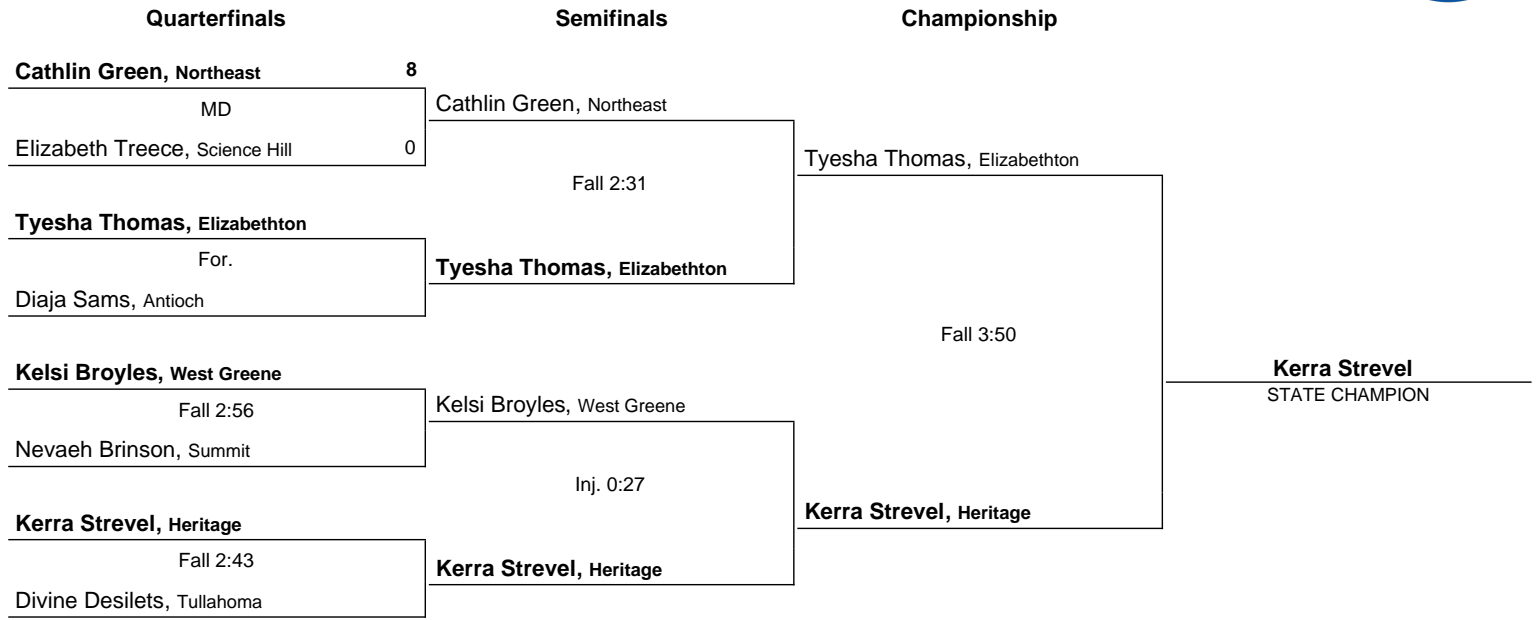 Quarterfinals Semifinals Championship
Cathlin Green, Northeast 8
MD
Elizabeth Treece, Science Hill 0
Tyesha Thomas, Elizabethton
For.
Diaja Sams, Antioch
Kelsi Broyles, West Greene
Fall 2:56
Nevaeh Brinson, Summit
Kerra Strevel, Heritage
Fall 2:43
Divine Desilets, Tullahoma
Cathlin Green, Northeast
Fall 2:31
Tyesha Thomas, Elizabethton
Kelsi Broyles, West Greene
Inj. 0:27
Kerra Strevel, Heritage
Tyesha Thomas, Elizabethton
Fall 3:50
Kerra Strevel, Heritage
Kerra Strevel
STATE CHAMPION